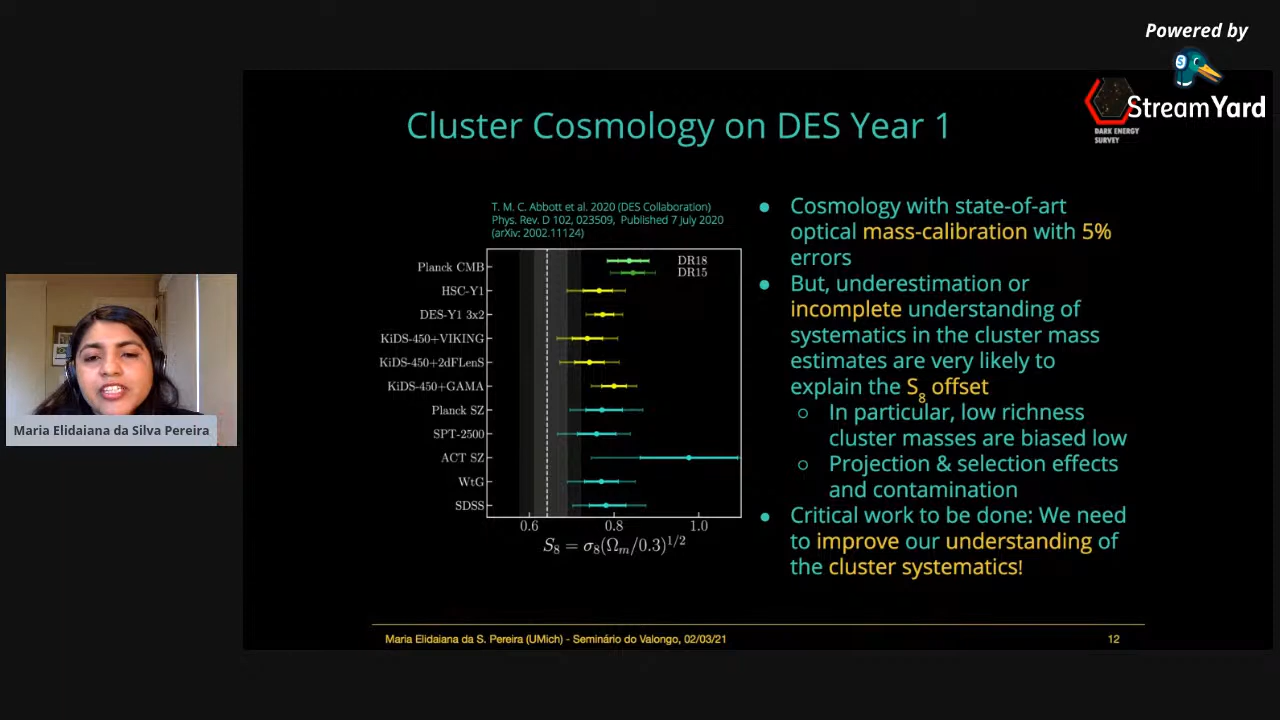 Powered by
StreamYard
DARK ENERGY
SURVEY
Cluster Cosmology on DES Year 1
T. M. C. Abbott et al. 2020 (DES Collaboration)
Phys. Rev. D 102, 023509, Published 7 July 2020
(arXiv: 2002.11124)
Planck CMB
DR18
DR15
HSC-Y1
DES-Y1 3x2
KiDS-450+VIKING
KiDS-450+2dFLenS
KiDS-450+GAMA
Planck SZ
SPT-2500
ACT SZ
WtG
SDSS
0.6 0.8 1.0
S₈ = σ₈(Ωₘ/0.3)^1/2
● Cosmology with state-of-art
optical mass-calibration with 5%
errors
● But, underestimation or
incomplete understanding of
systematics in the cluster mass
estimates are very likely to
explain the S₈ offset
○ In particular, low richness
cluster masses are biased low
○ Projection & selection effects
and contamination
● Critical work to be done: We need
to improve our understanding of
the cluster systematics!
Maria Elidaiana da Silva Pereira
Maria Elidaiana da S. Pereira (UMich) - Seminário do Valongo, 02/03/21
12